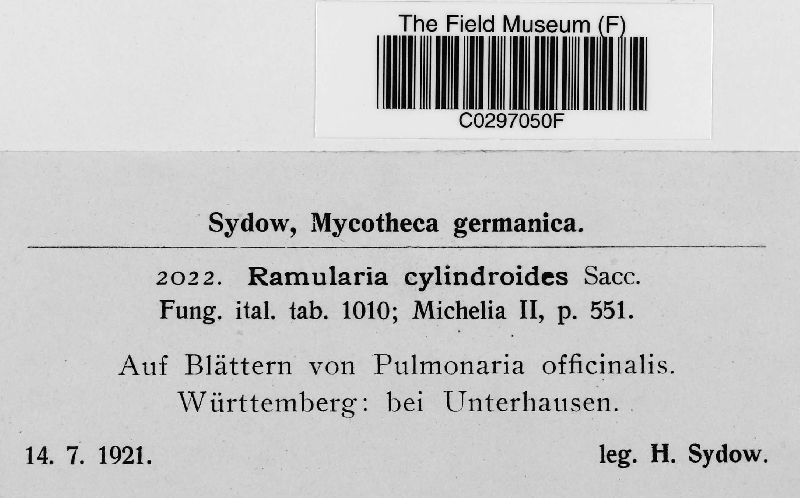 The Field Museum (F)
C0297050F
Sydow, Mycotheca germanica.
2022. Ramularia cylindroides Sacc.
Fung. ital. tab. 1010; Michelia II, p. 551.
Auf Blättern von Pulmonaria officinalis.
Württemberg: bei Unterhausen.
14. 7. 1921. leg. H. Sydow.